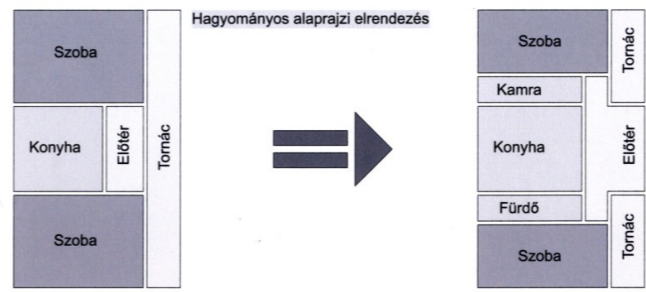 Hagyományos alaprajzi elrendezés
Szoba
Konyha
Előtér
Tornác
Szoba
Szoba
Tornác
Kamra
Konyha
Előtér
Fürdő
Szoba
Tornác